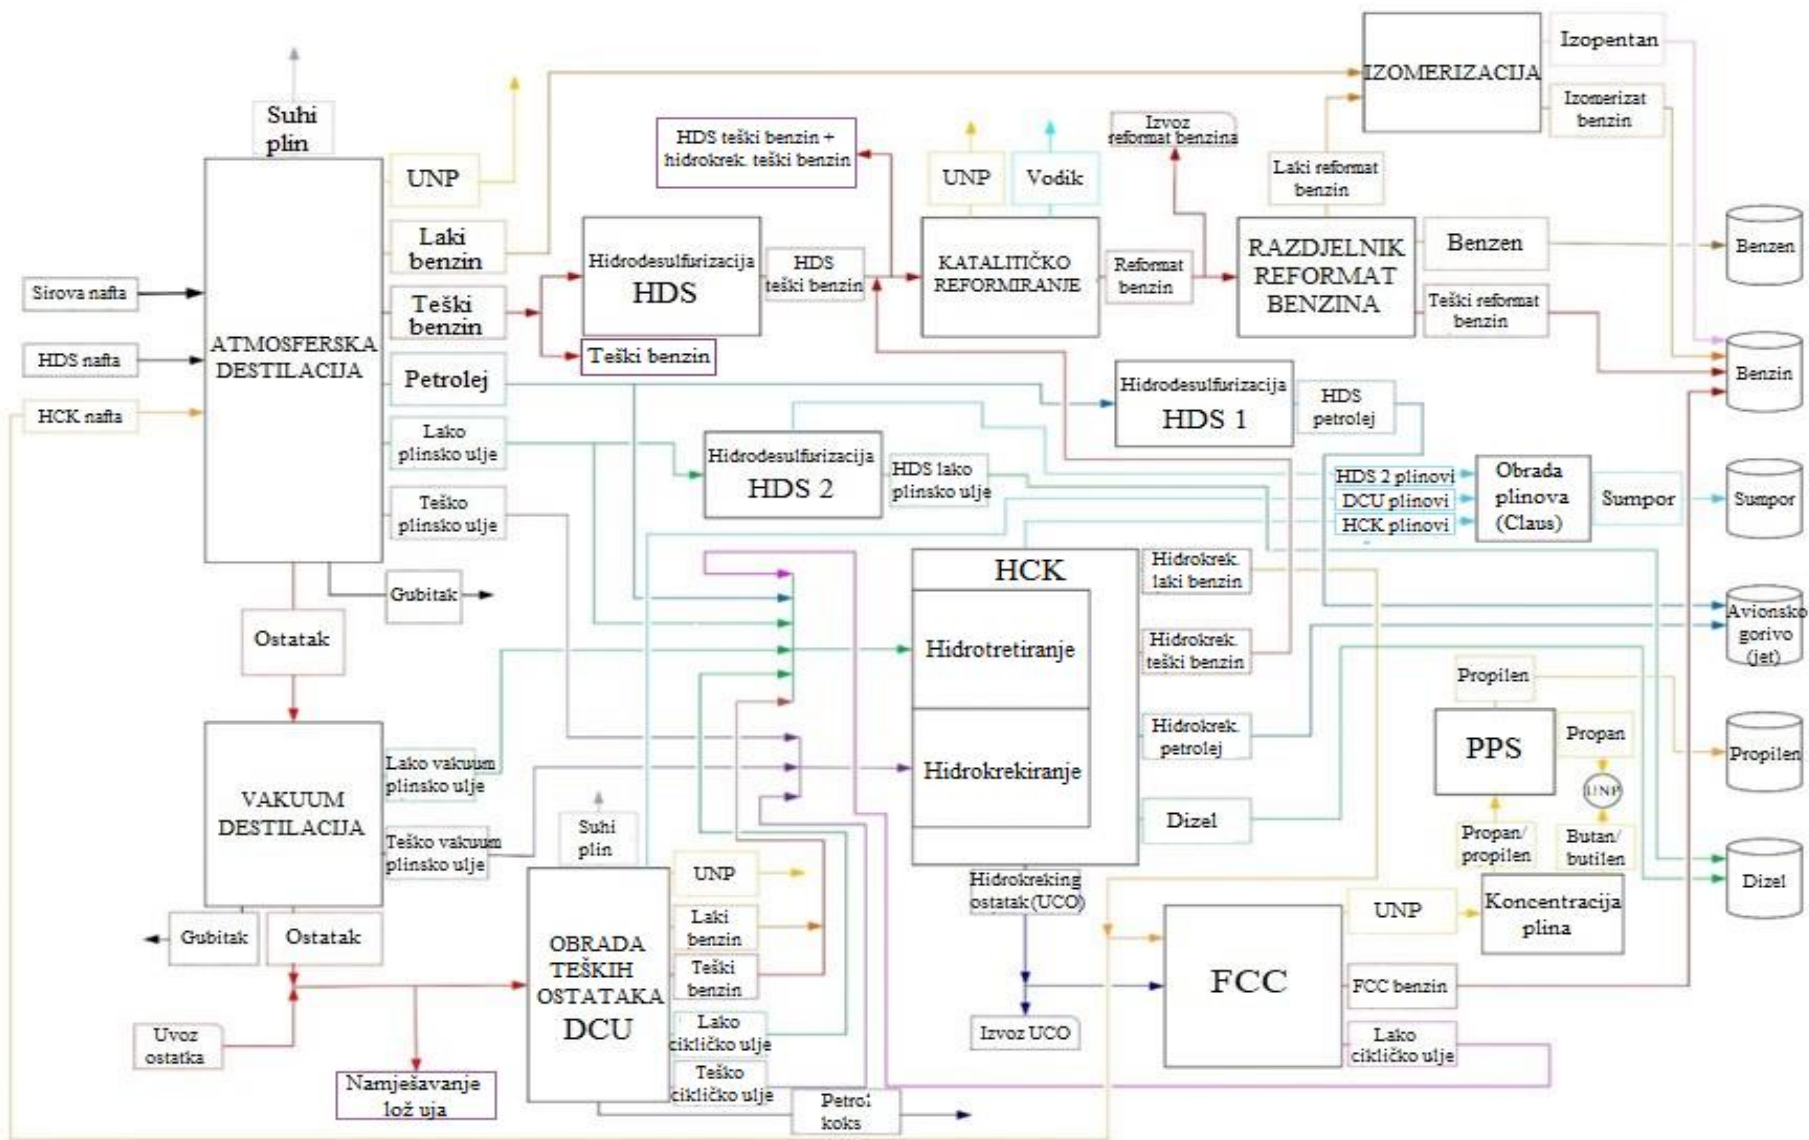 Suhi
plin
UNP
Laki
benzin
Teški
benzin
Petrolej
Lako
plinsko ulje
Teško
plinsko ulje
Sirova nafta
HDS nafta
HCK nafta
ATMOSFERSKA
DESTILACIJA
Gubitak
Ostatak
VAKUUM
DESTILACIJA
Lako vakuum
plinsko ulje
Teško vakuum
plinsko ulje
Gubitak
Ostatak
Uvoz
ostatka
Namješavanje
lož uja
HDS teški benzin +
hidrokrek. teški benzin
Hidrodesulfurizacija
HDS
HDS
teški benzin
Teški benzin
UNP
Vodik
KATALITIČKO
REFORMIRANJE
Reformat
benzin
Izvoz
reformat benzina
RAZDJELNIK
REFORMAT
BENZINA
Laki reformat
benzin
Benzen
Teški reformat
benzin
IZOMERIZACIJA
Izopentan
Izomerizat
benzin
Hidrodesulfurizacija
HDS 1
HDS
petrolej
Hidrodesulfurizacija
HDS 2
HDS lako
plinsko ulje
HDS 2 plinovi
DCU plinovi
HCK plinovi
Obrada
plinova
(Claus)
Sumpor
HCK
Hidrotretiranje
Hidrokrekiranje
Hidrokrek.
laki benzin
Hidrokrek.
teški benzin
Hidrokrek.
petrolej
Dizel
Hidrokreking
ostatak (UCO)
Izvoz UCO
Suhi
plin
OBRADA
TEŠKIH
OSTATAKA
DCU
UNP
Laki
benzin
Teški
benzin
Lako
cikličko ulje
Teško
cikličko ulje
Petrol
koks
FCC
UNP
FCC benzin
Lako
cikličko ulje
Koncentracija
plina
Propan/
propilen
Butan/
butilen
PPS
Propilen
Propan
UNP
Benzen
Benzin
Sumpor
Avionsko
gorivo
(jet)
Propilen
Dizel